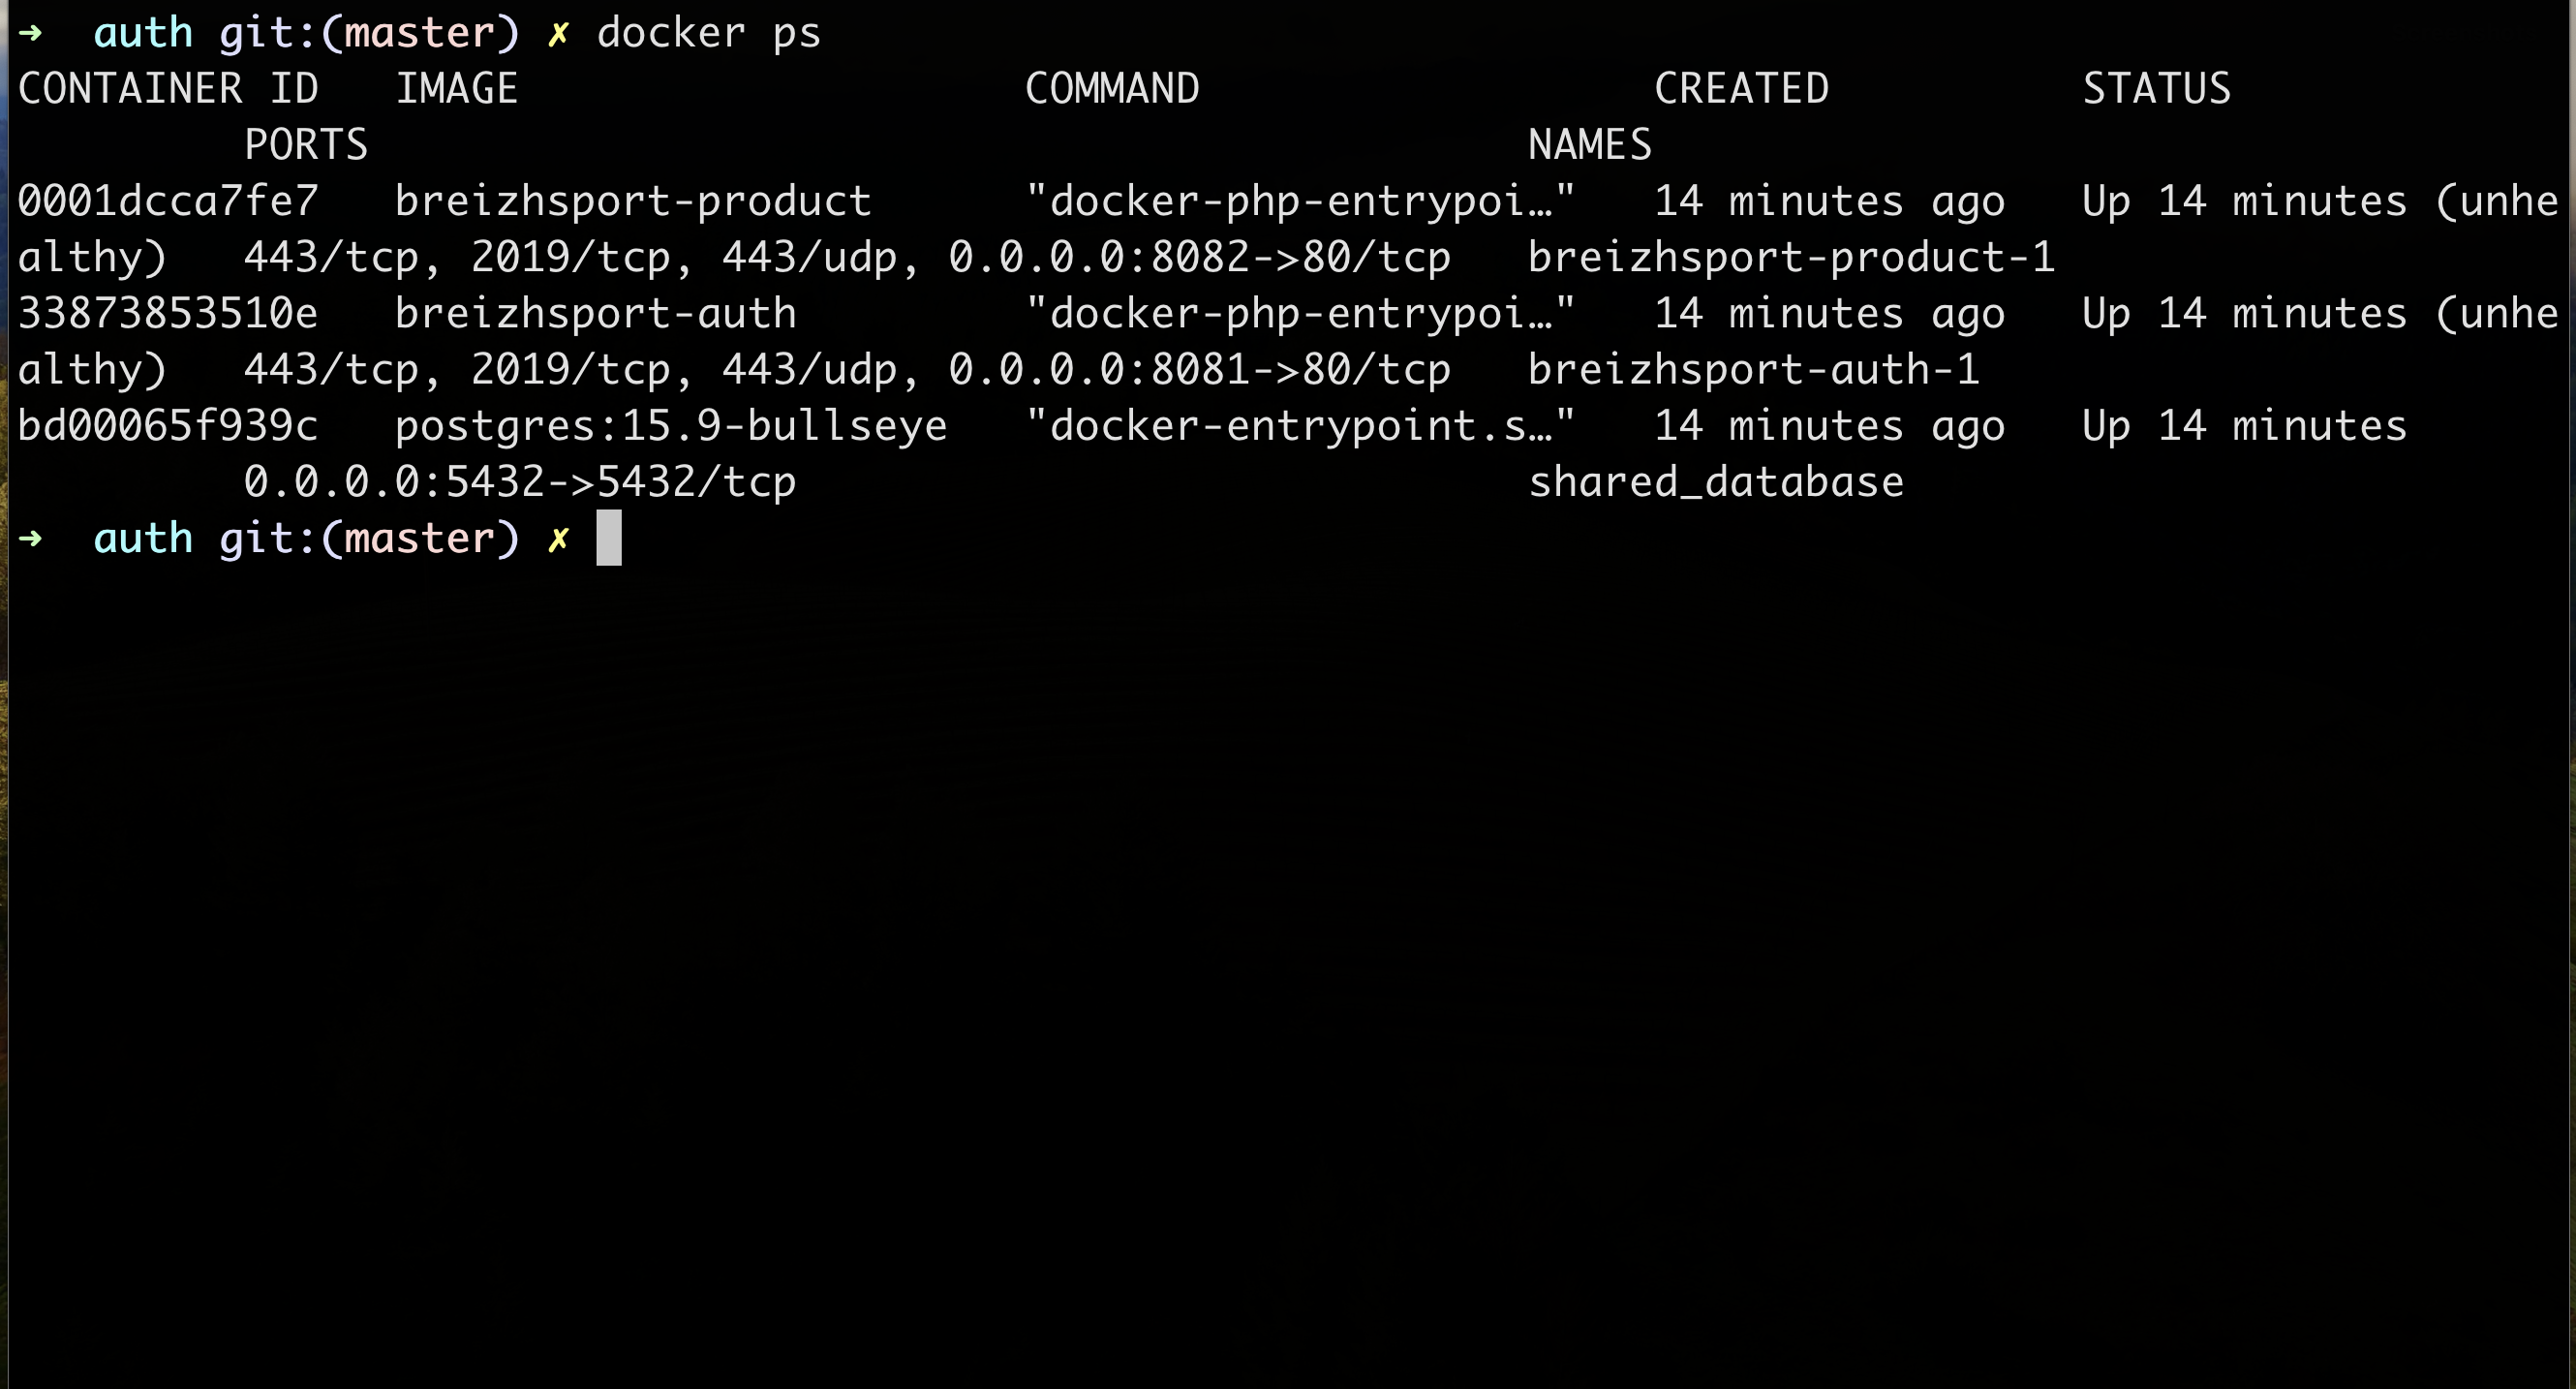 ➜  auth git:(master) ✗ docker ps
CONTAINER ID   IMAGE                    COMMAND                  CREATED          STATUS
         PORTS                                              NAMES
0001dcca7fe7   breizhsport-product      "docker-php-entrypoi…"   14 minutes ago   Up 14 minutes (unhe
althy)   443/tcp, 2019/tcp, 443/udp, 0.0.0.0:8082->80/tcp   breizhsport-product-1
33873853510e   breizhsport-auth         "docker-php-entrypoi…"   14 minutes ago   Up 14 minutes (unhe
althy)   443/tcp, 2019/tcp, 443/udp, 0.0.0.0:8081->80/tcp   breizhsport-auth-1
bd00065f939c   postgres:15.9-bullseye   "docker-entrypoint.s…"   14 minutes ago   Up 14 minutes
         0.0.0.0:5432->5432/tcp                             shared_database
➜  auth git:(master) ✗